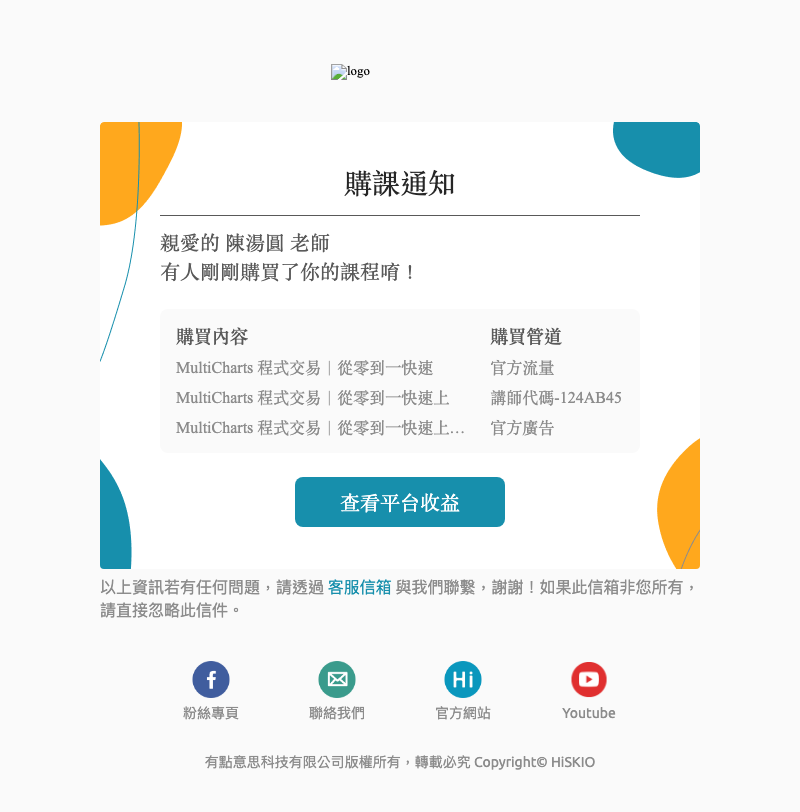 logo
購課通知
親愛的 陳湯圓 老師
有人剛剛購買了你的課程唷！
購買內容 購買管道
MultiCharts 程式交易｜從零到一快速 官方流量
MultiCharts 程式交易｜從零到一快速上 講師代碼-124AB45
MultiCharts 程式交易｜從零到一快速上… 官方廣告
查看平台收益
以上資訊若有任何問題，請透過 客服信箱 與我們聯繫，謝謝！如果此信箱非您所有，
請直接忽略此信件。
Hi
粉絲專頁 聯絡我們 官方網站 Youtube
有點意思科技有限公司版權所有，轉載必究 Copyright© HiSKIO